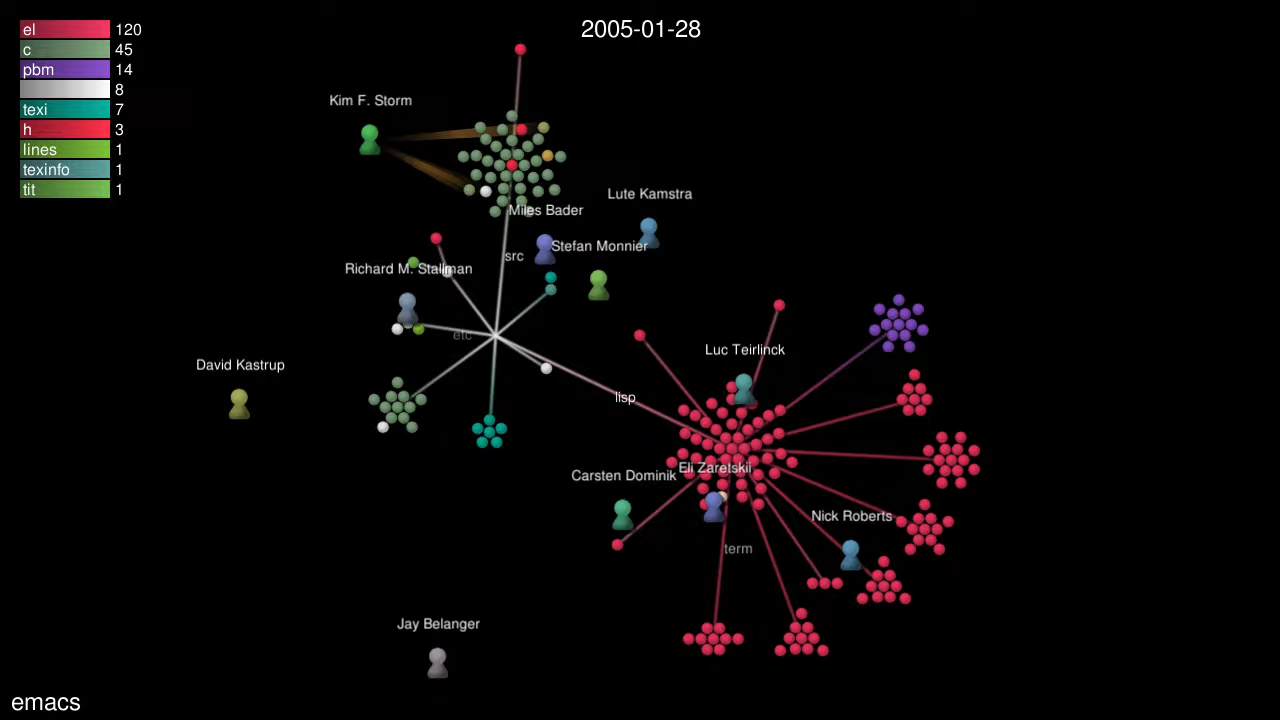 2005-01-28
el 120
c 45
pbm 14
8
texi 7
h 3
lines 1
texinfo 1
tit 1
Kim F. Storm
Lute Kamstra
Miles Bader
Stefan Monnier
src
Richard M. Stallman
etc
Luc Teirlinck
David Kastrup
lisp
Eli Zaretskii
Carsten Dominik
Nick Roberts
term
Jay Belanger
emacs